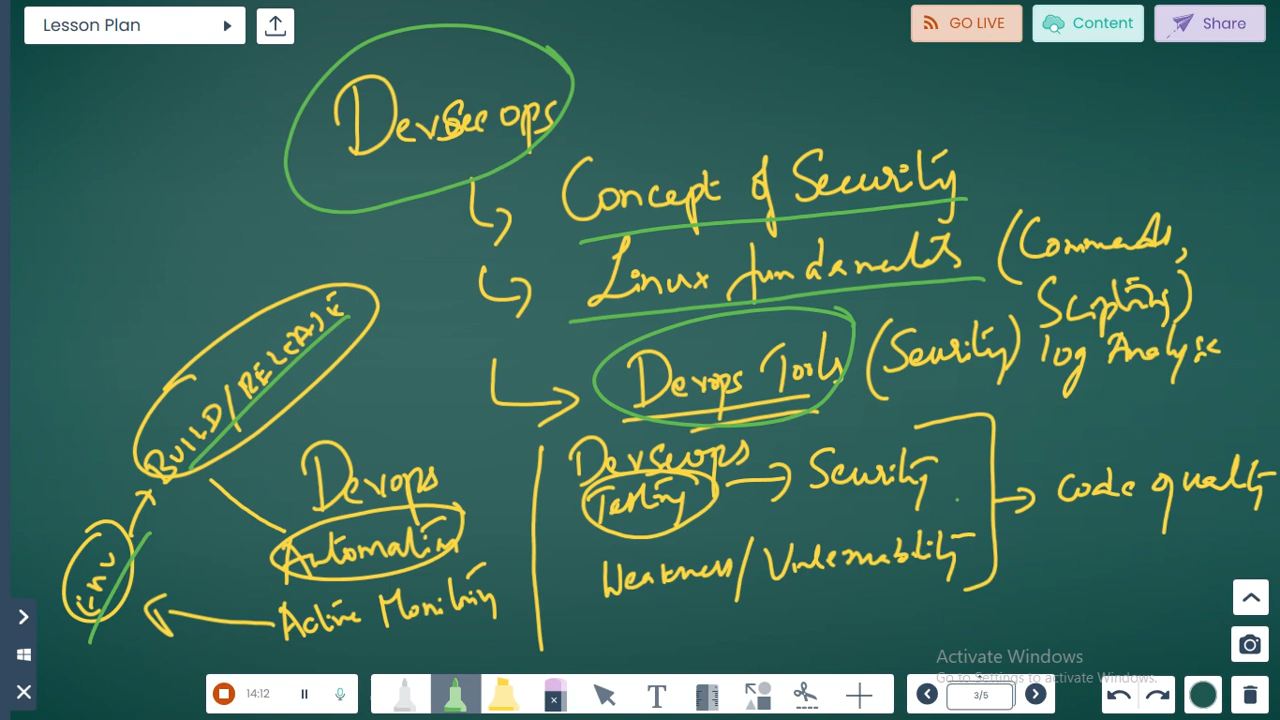 Lesson Plan
GO LIVE
Content
Share
DevSecops
Concept of Security
Linux fundamentals (Commands,
Scripting)
Devops Tools (Security) log Analysis
BUILD/RELEASE
Devops
Automation
Active Monitring
DevSecops
Testing → Security
Weakness/Vulnerability
→ code quality
Activate Windows
Go to Settings to activate Windows.
14:12
T
3/5